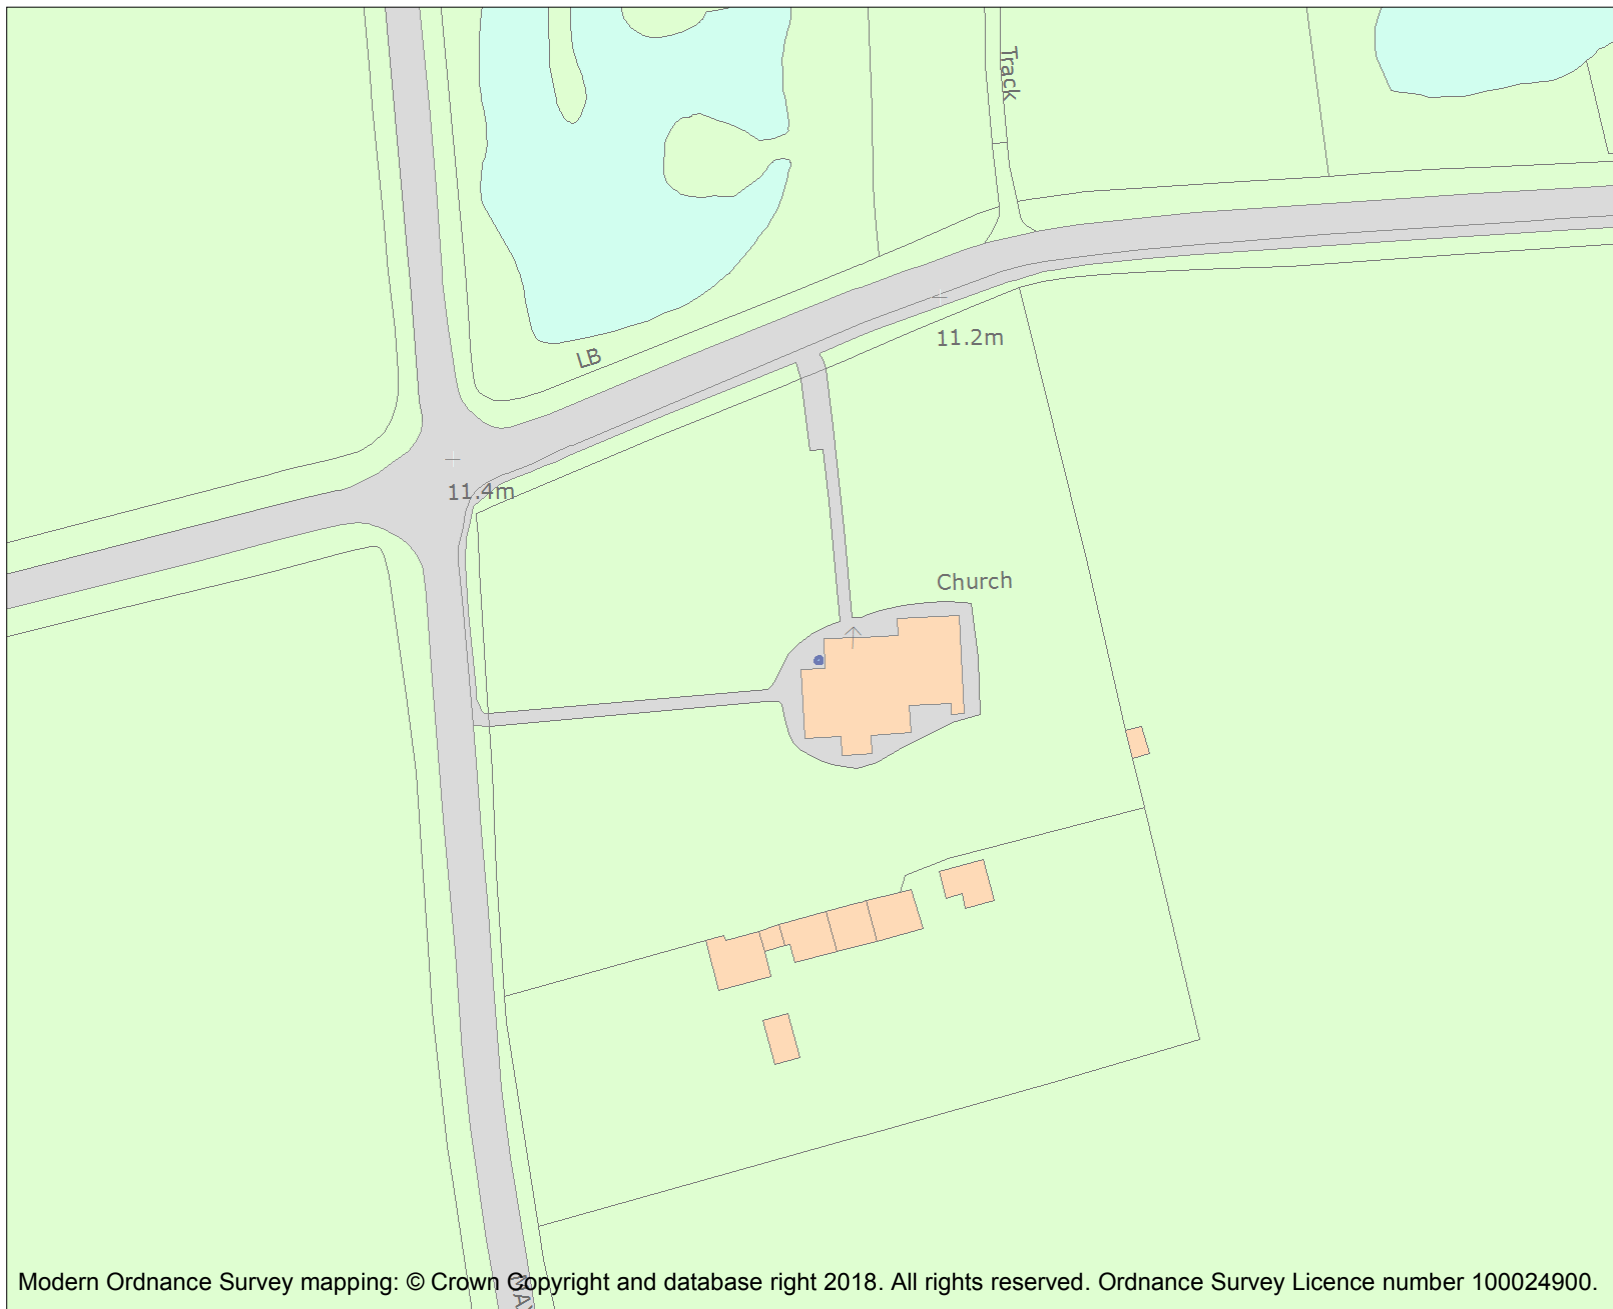 Track
11.2m
LB
11.4m
Church
Modern Ordnance Survey mapping: © Crown Copyright and database right 2018. All rights reserved. Ordnance Survey Licence number 100024900.